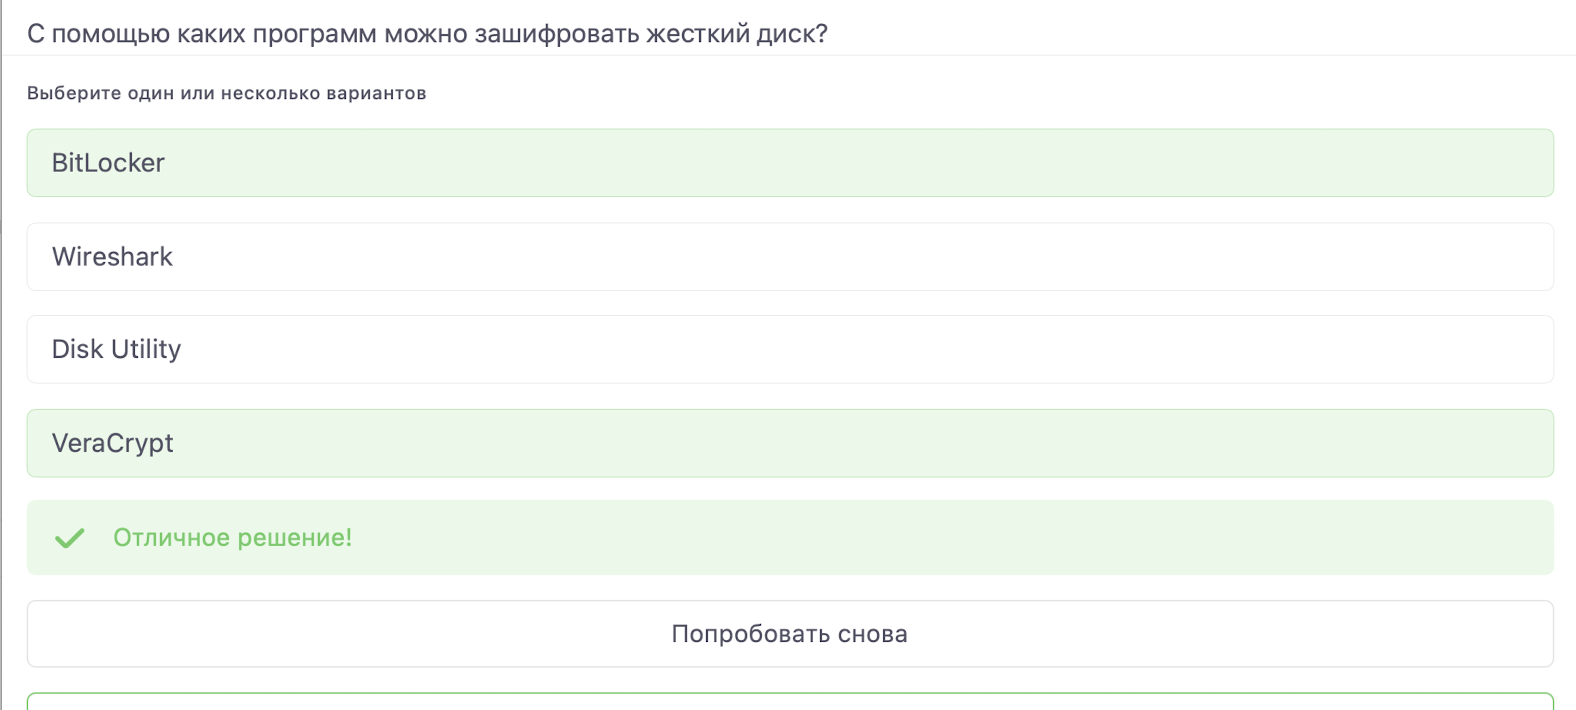 С помощью каких программ можно зашифровать жесткий диск?
Выберите один или несколько вариантов
BitLocker
Wireshark
Disk Utility
VeraCrypt
Отличное решение!
Попробовать снова